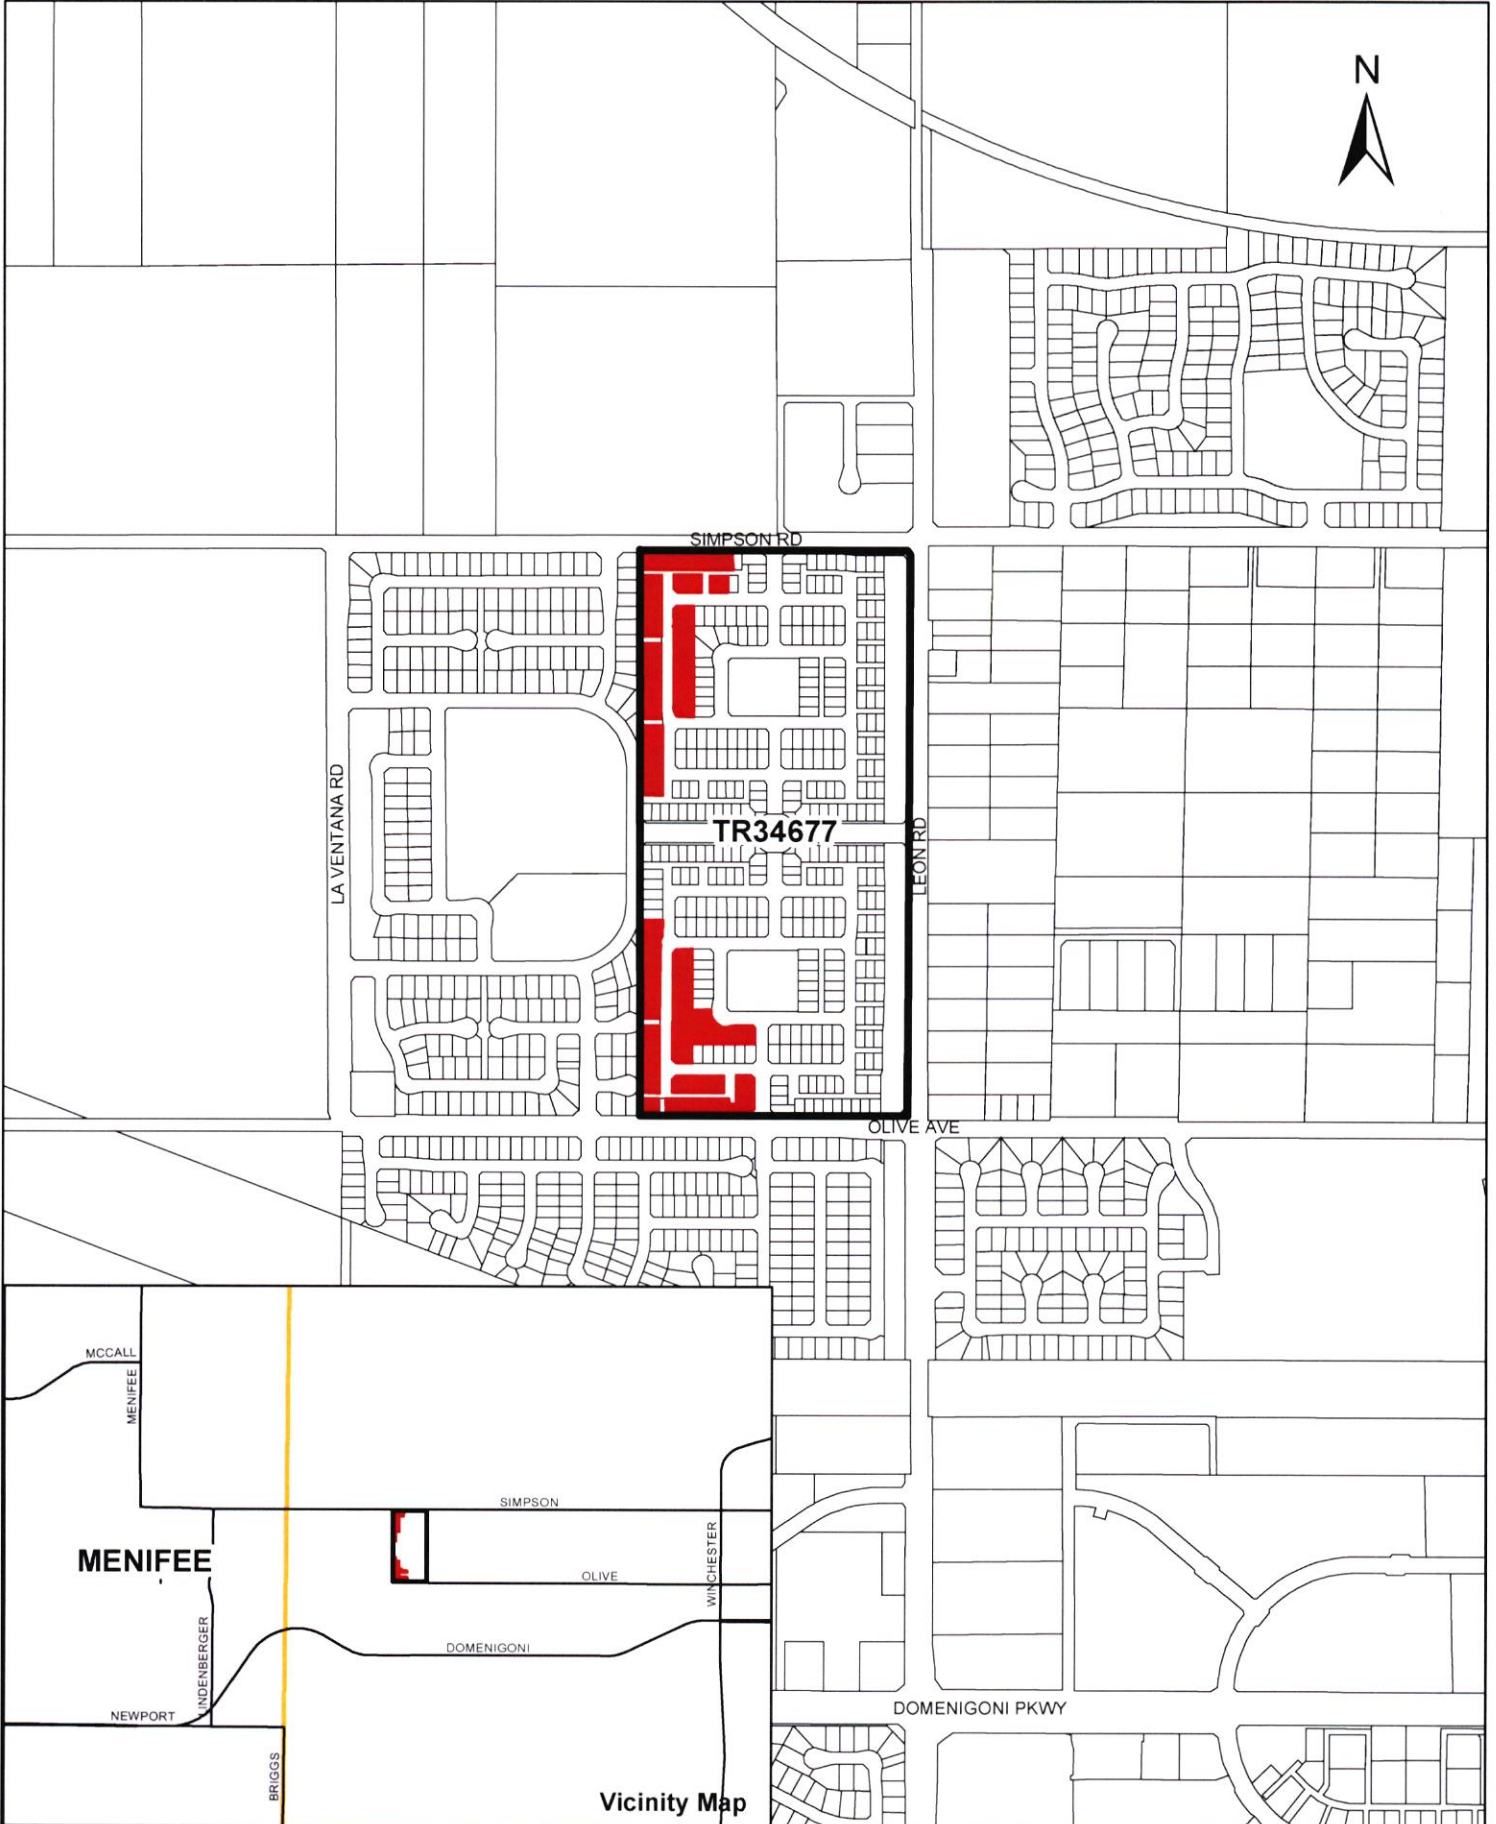 N
SIMPSON RD
LA VENTANA RD
TR34677
LEON RD
OLIVE AVE
MCCALL
MENIFEE
SIMPSON
MENIFEE
OLIVE
WINCHESTER
LINDENBERGER
DOMENIGONI
NEWPORT
BRIGGS
DOMENIGONI PKWY
Vicinity Map